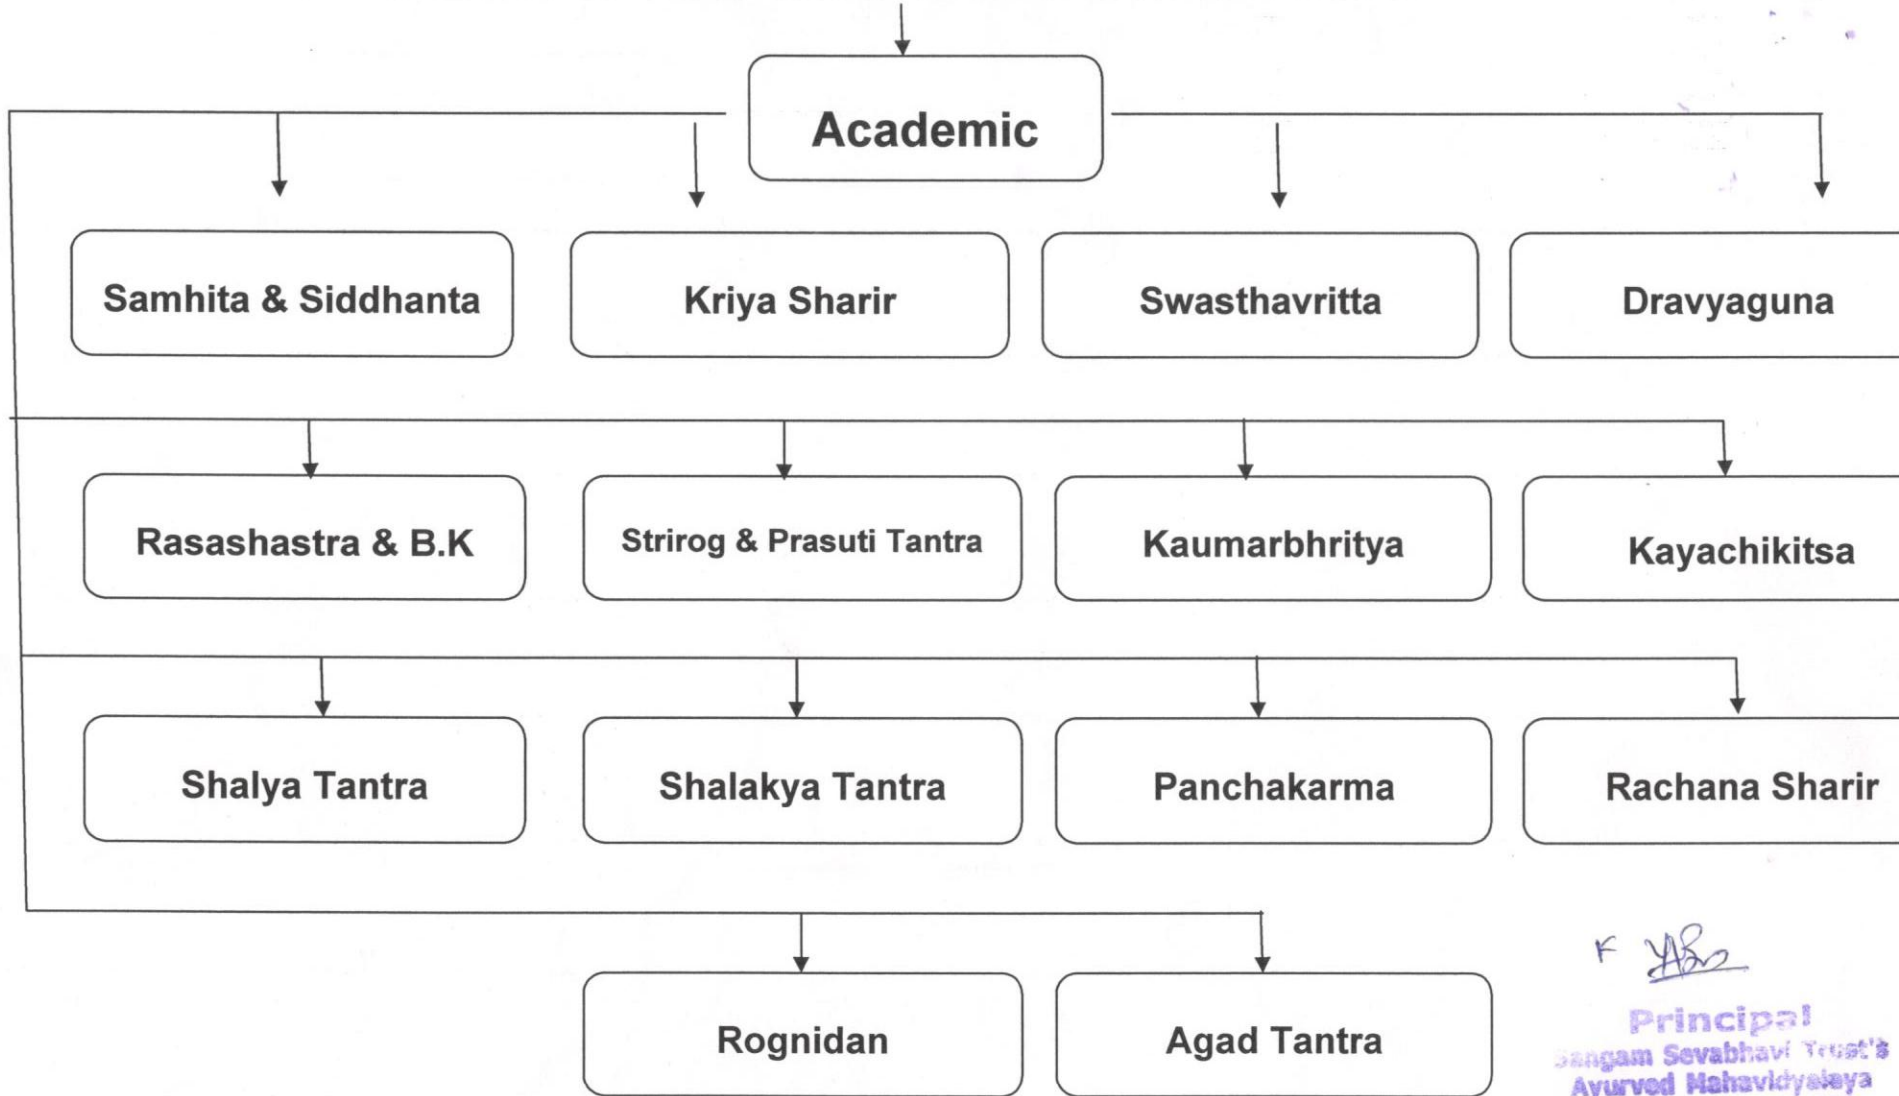 Academic
Samhita & Siddhanta
Kriya Sharir
Swasthavritta
Dravyaguna
Rasashastra & B.K
Strirog & Prasuti Tantra
Kaumarbhritya
Kayachikitsa
Shalya Tantra
Shalakya Tantra
Panchakarma
Rachana Sharir
Rognidan
Agad Tantra
Principal
Sangam Sevabhavi Trust's
Ayurved Mahavidyalaya